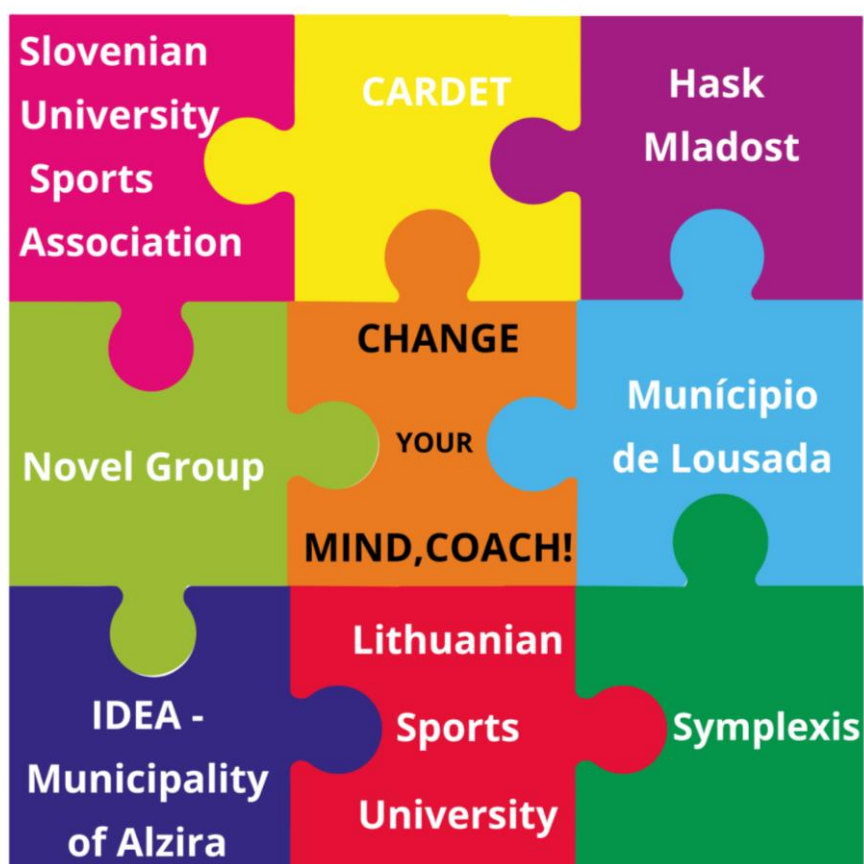 Slovenian
University
Sports
Association
CARDET
Hask
Mladost
Novel Group
CHANGE
YOUR
MIND,COACH!
Munícipio
de Lousada
IDEA -
Municipality
of Alzira
Lithuanian
Sports
University
Symplexis